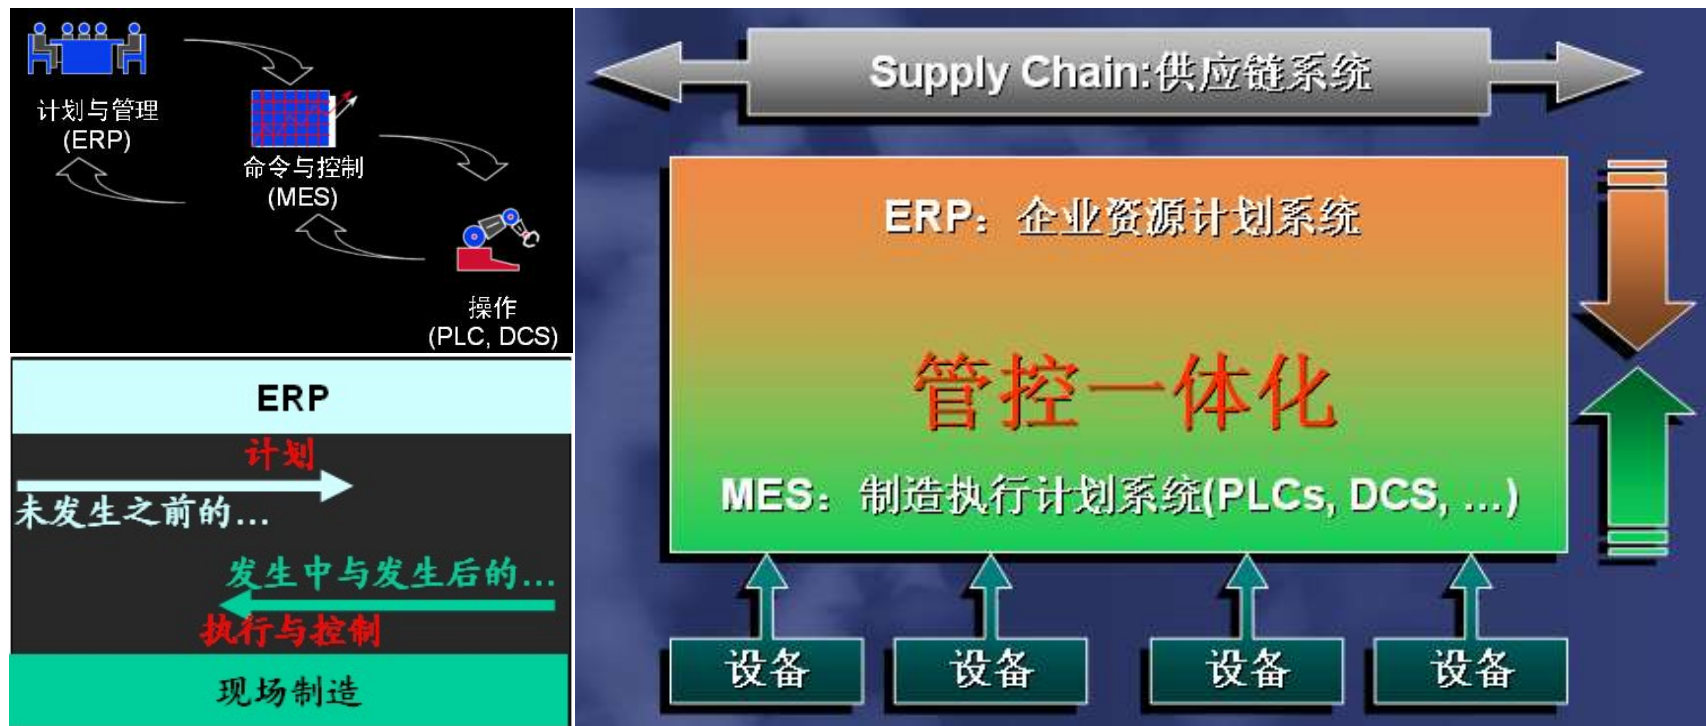 计划与管理
(ERP)
命令与控制
(MES)
操作
(PLC, DCS)
ERP
计划
未发生之前的...
发生中与发生后的...
执行与控制
现场制造
Supply Chain:供应链系统
ERP：企业资源计划系统
管控一体化
MES：制造执行计划系统(PLCs, DCS, ...)
设备
设备
设备
设备